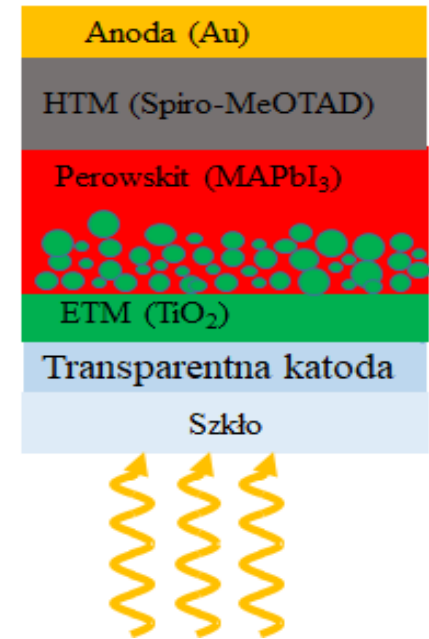 Anoda (Au)
HTM (Spiro-MeOTAD)
Perowskit (MAPbI₃)
ETM (TiO₂)
Transparentna katoda
Szkło